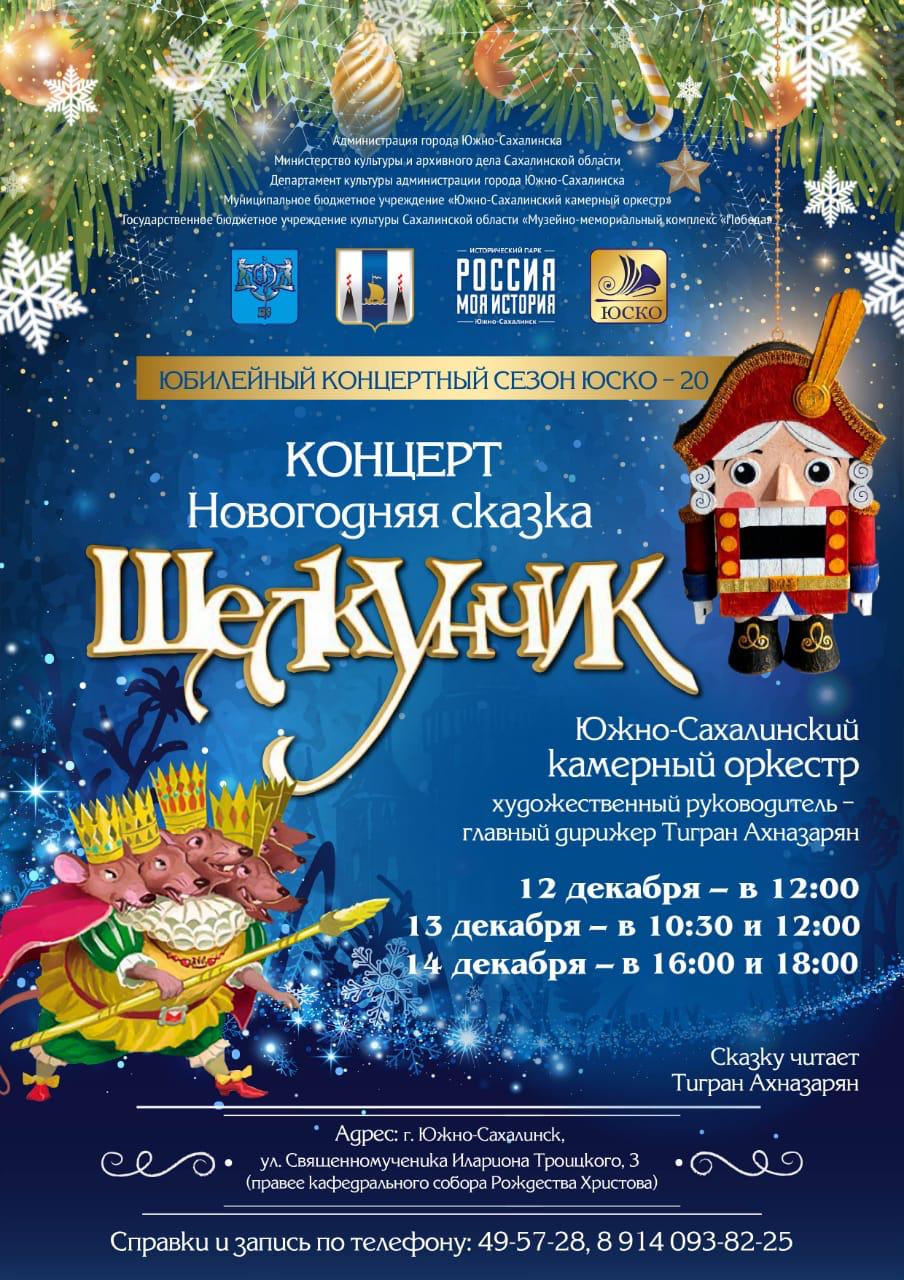 Администрация города Южно-Сахалинска
Министерство культуры и архивного дела Сахалинской области
Департамент культуры администрации города Южно-Сахалинска
Муниципальное бюджетное учреждение «Южно-Сахалинский камерный оркестр»
Государственное бюджетное учреждение культуры Сахалинской области «Музейно-мемориальный комплекс «Победа»
ИСТОРИЧЕСКИЙ ПАРК
РОССИЯ
МОЯ ИСТОРИЯ
ЮЖНО-САХАЛИНСК
ЮСКО
ЮБИЛЕЙНЫЙ КОНЦЕРТНЫЙ СЕЗОН ЮСКО – 20
КОНЦЕРТ
Новогодняя сказка
Щелкунчик
Южно-Сахалинский
камерный оркестр
художественный руководитель –
главный дирижер Тигран Ахназарян
12 декабря – в 12:00
13 декабря – в 10:30 и 12:00
14 декабря – в 16:00 и 18:00
Сказку читает
Тигран Ахназарян
Адрес: г. Южно-Сахалинск,
ул. Священномученика Илариона Троицкого, 3
(правее кафедрального собора Рождества Христова)
Справки и запись по телефону: 49-57-28, 8 914 093-82-25